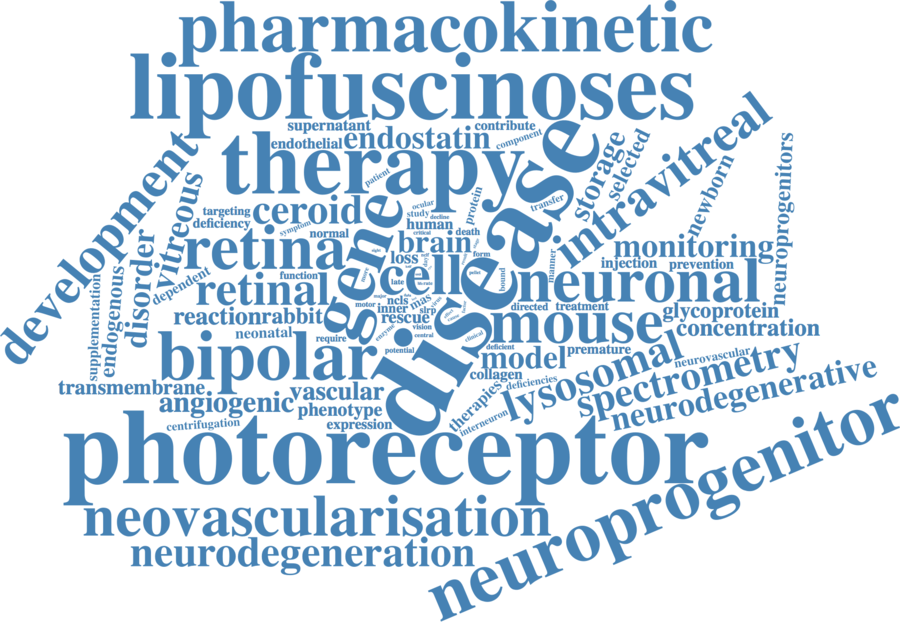 pharmacokinetic
lipofuscinoses
supernatant
contribute
endothelial
endostatin
component
therapy
disease
storage
selected
intravitreal
development
vitreous
patient
newborn
neuroprogenitors
targeting
deficiency
ceroid
symptom
normal
gene
ocular
study
decline
human
critical
death
protein
transfer
retina
brain
loss
form
cell
monitoring
injection
prevention
manner
bound
neuronal
disorder
dependent
endogenous
supplementation
function
retinal
late
ncls
major
motor
inner
mas
slrp
virus
rescue
directed
treatment
glycoprotein
concentration
mouse
reactionrabbit
neonatal
require
enzyme
vision
central
clinical
potential
bipolar
deficient
model
premature
collagen
lysosomal
neurovascular
spectrometry
neurodegenerative
transmembrane
angiogenic
vascular
phenotype
expression
centrifugation
therapies
deficiencies
interneuron
photoreceptor
neuroprogenitor
neovascularisation
neurodegeneration